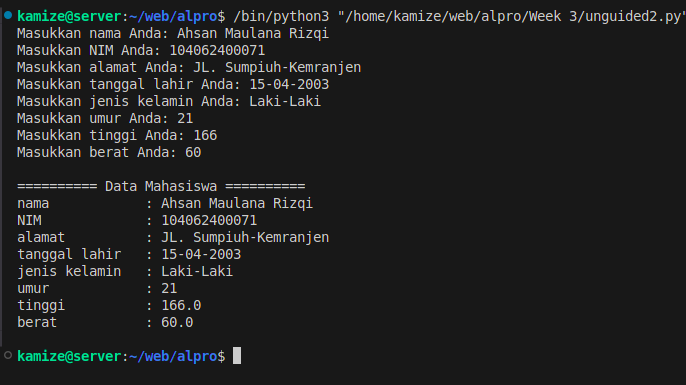 kamize@server:~/web/alpro$ /bin/python3 "/home/kamize/web/alpro/Week 3/unguided2.py"
Masukkan nama Anda: Ahsan Maulana Rizqi
Masukkan NIM Anda: 104062400071
Masukkan alamat Anda: JL. Sumpiuh-Kemranjen
Masukkan tanggal lahir Anda: 15-04-2003
Masukkan jenis kelamin Anda: Laki-Laki
Masukkan umur Anda: 21
Masukkan tinggi Anda: 166
Masukkan berat Anda: 60
========== Data Mahasiswa ==========
nama            : Ahsan Maulana Rizqi
NIM             : 104062400071
alamat          : JL. Sumpiuh-Kemranjen
tanggal lahir   : 15-04-2003
jenis kelamin   : Laki-Laki
umur            : 21
tinggi          : 166.0
berat           : 60.0
kamize@server:~/web/alpro$